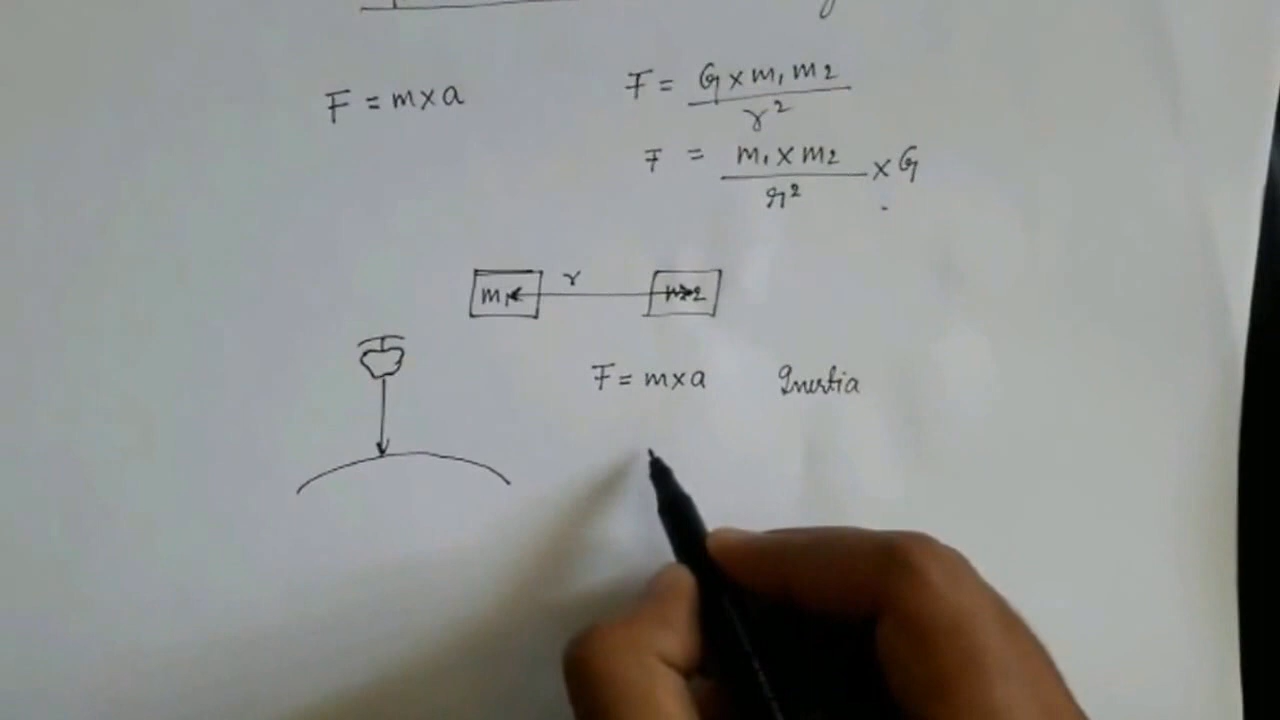 F = m×a
F = G×m₁m₂/r²
F = m₁×m₂/r² ×G
m₁ r m2
F = m×a Inertia